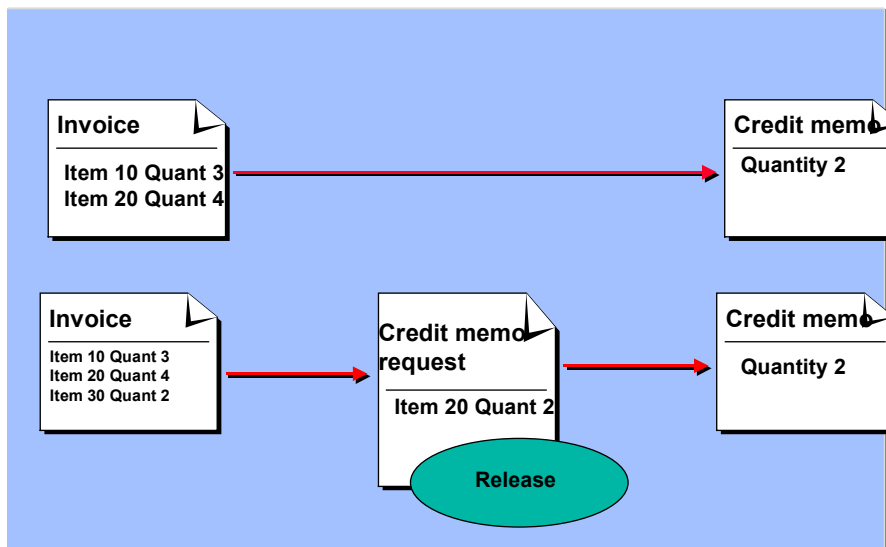 Invoice
Item 10 Quant 3
Item 20 Quant 4
Credit memo
Quantity 2
Invoice
Item 10 Quant 3
Item 20 Quant 4
Item 30 Quant 2
Credit memo
request
Item 20 Quant 2
Release
Credit memo
Quantity 2